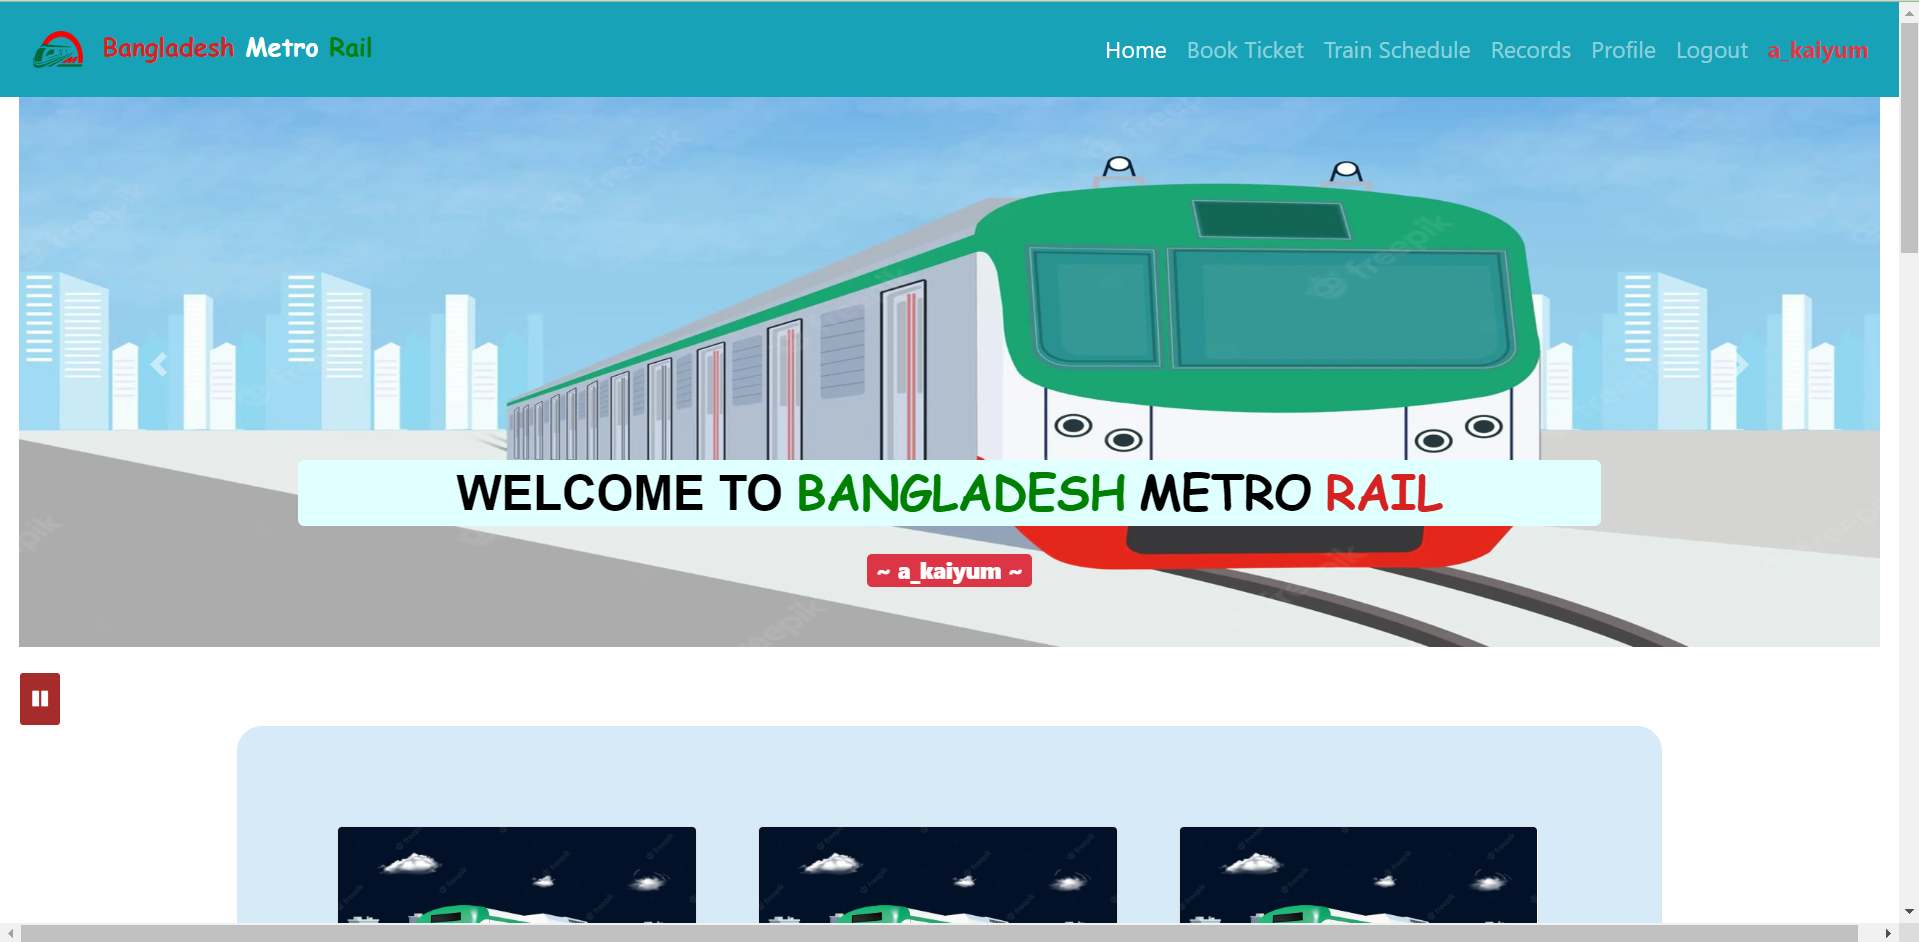 Bangladesh Metro Rail
Home Book Ticket Train Schedule Records Profile Logout a_kaiyum
WELCOME TO BANGLADESH METRO RAIL
~ a_kaiyum ~